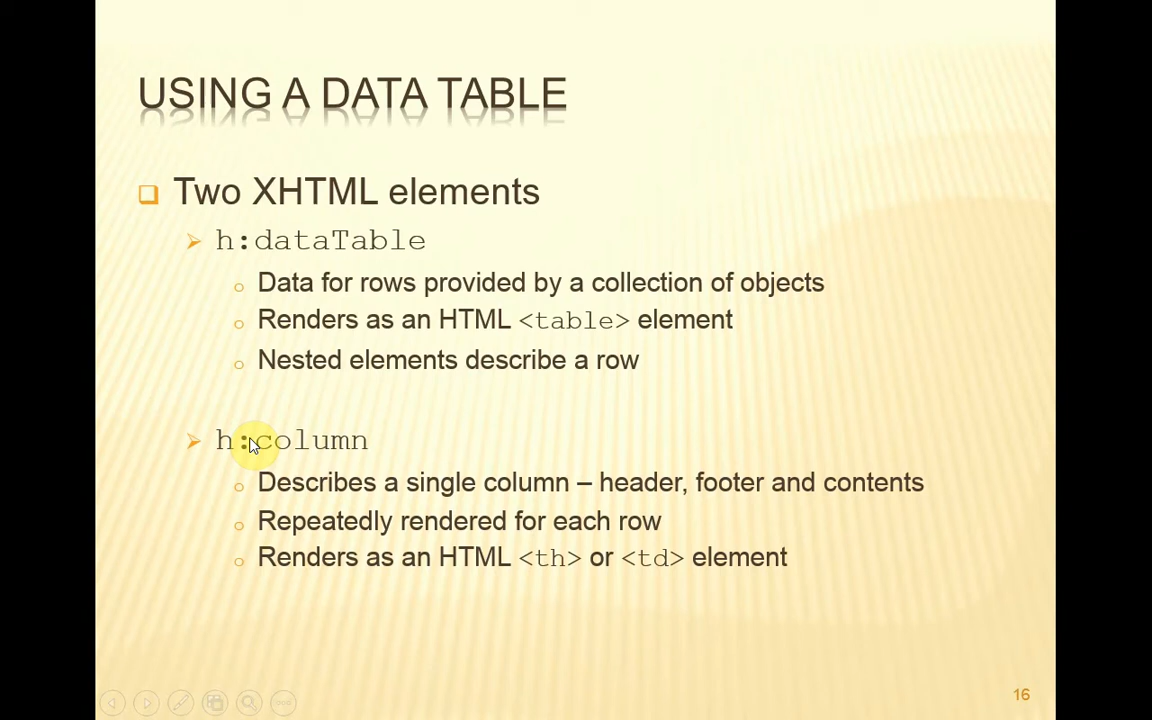 USING A DATA TABLE
Two XHTML elements
h:dataTable
Data for rows provided by a collection of objects
Renders as an HTML <table> element
Nested elements describe a row
h:column
Describes a single column – header, footer and contents
Repeatedly rendered for each row
Renders as an HTML <th> or <td> element
16